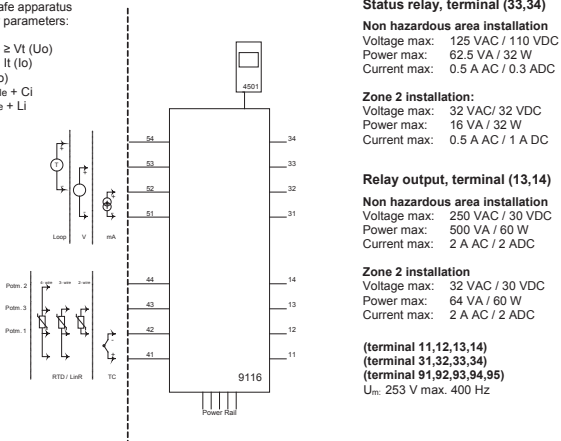 afe apparatus
parameters:
≥ Vt (Uo)
It (Io)
+ Ci
+ Li
4501
54
53
52
51
34
33
32
31
T
Loop V mA
Potm. 2
Potm. 3
Potm. 1
4- wire 3- wire 2- wire
44
43
42
41
14
13
12
11
RTD / LinR TC
9116
Power Rail
Status relay, terminal (33,34)
Non hazardous area installation
Voltage max: 125 VAC / 110 VDC
Power max: 62.5 VA / 32 W
Current max: 0.5 A AC / 0.3 ADC
Zone 2 installation:
Voltage max: 32 VAC/ 32 VDC
Power max: 16 VA / 32 W
Current max: 0.5 A AC / 1 A DC
Relay output, terminal (13,14)
Non hazardous area installation
Voltage max: 250 VAC / 30 VDC
Power max: 500 VA / 60 W
Current max: 2 A AC / 2 ADC
Zone 2 installation
Voltage max: 32 VAC / 30 VDC
Power max: 64 VA / 60 W
Current max: 2 A AC / 2 ADC
(terminal 11,12,13,14)
(terminal 31,32,33,34)
(terminal 91,92,93,94,95)
Um: 253 V max. 400 Hz